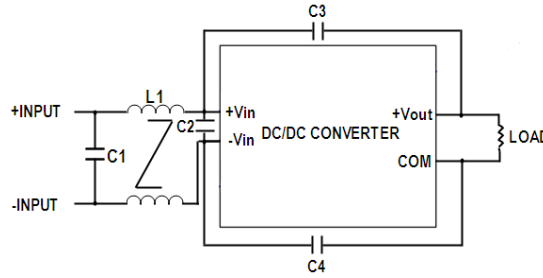 C3
L1
+INPUT
+Vin
+Vout
C2
DC/DC CONVERTER
LOAD
-Vin
C1
COM
-INPUT
C4